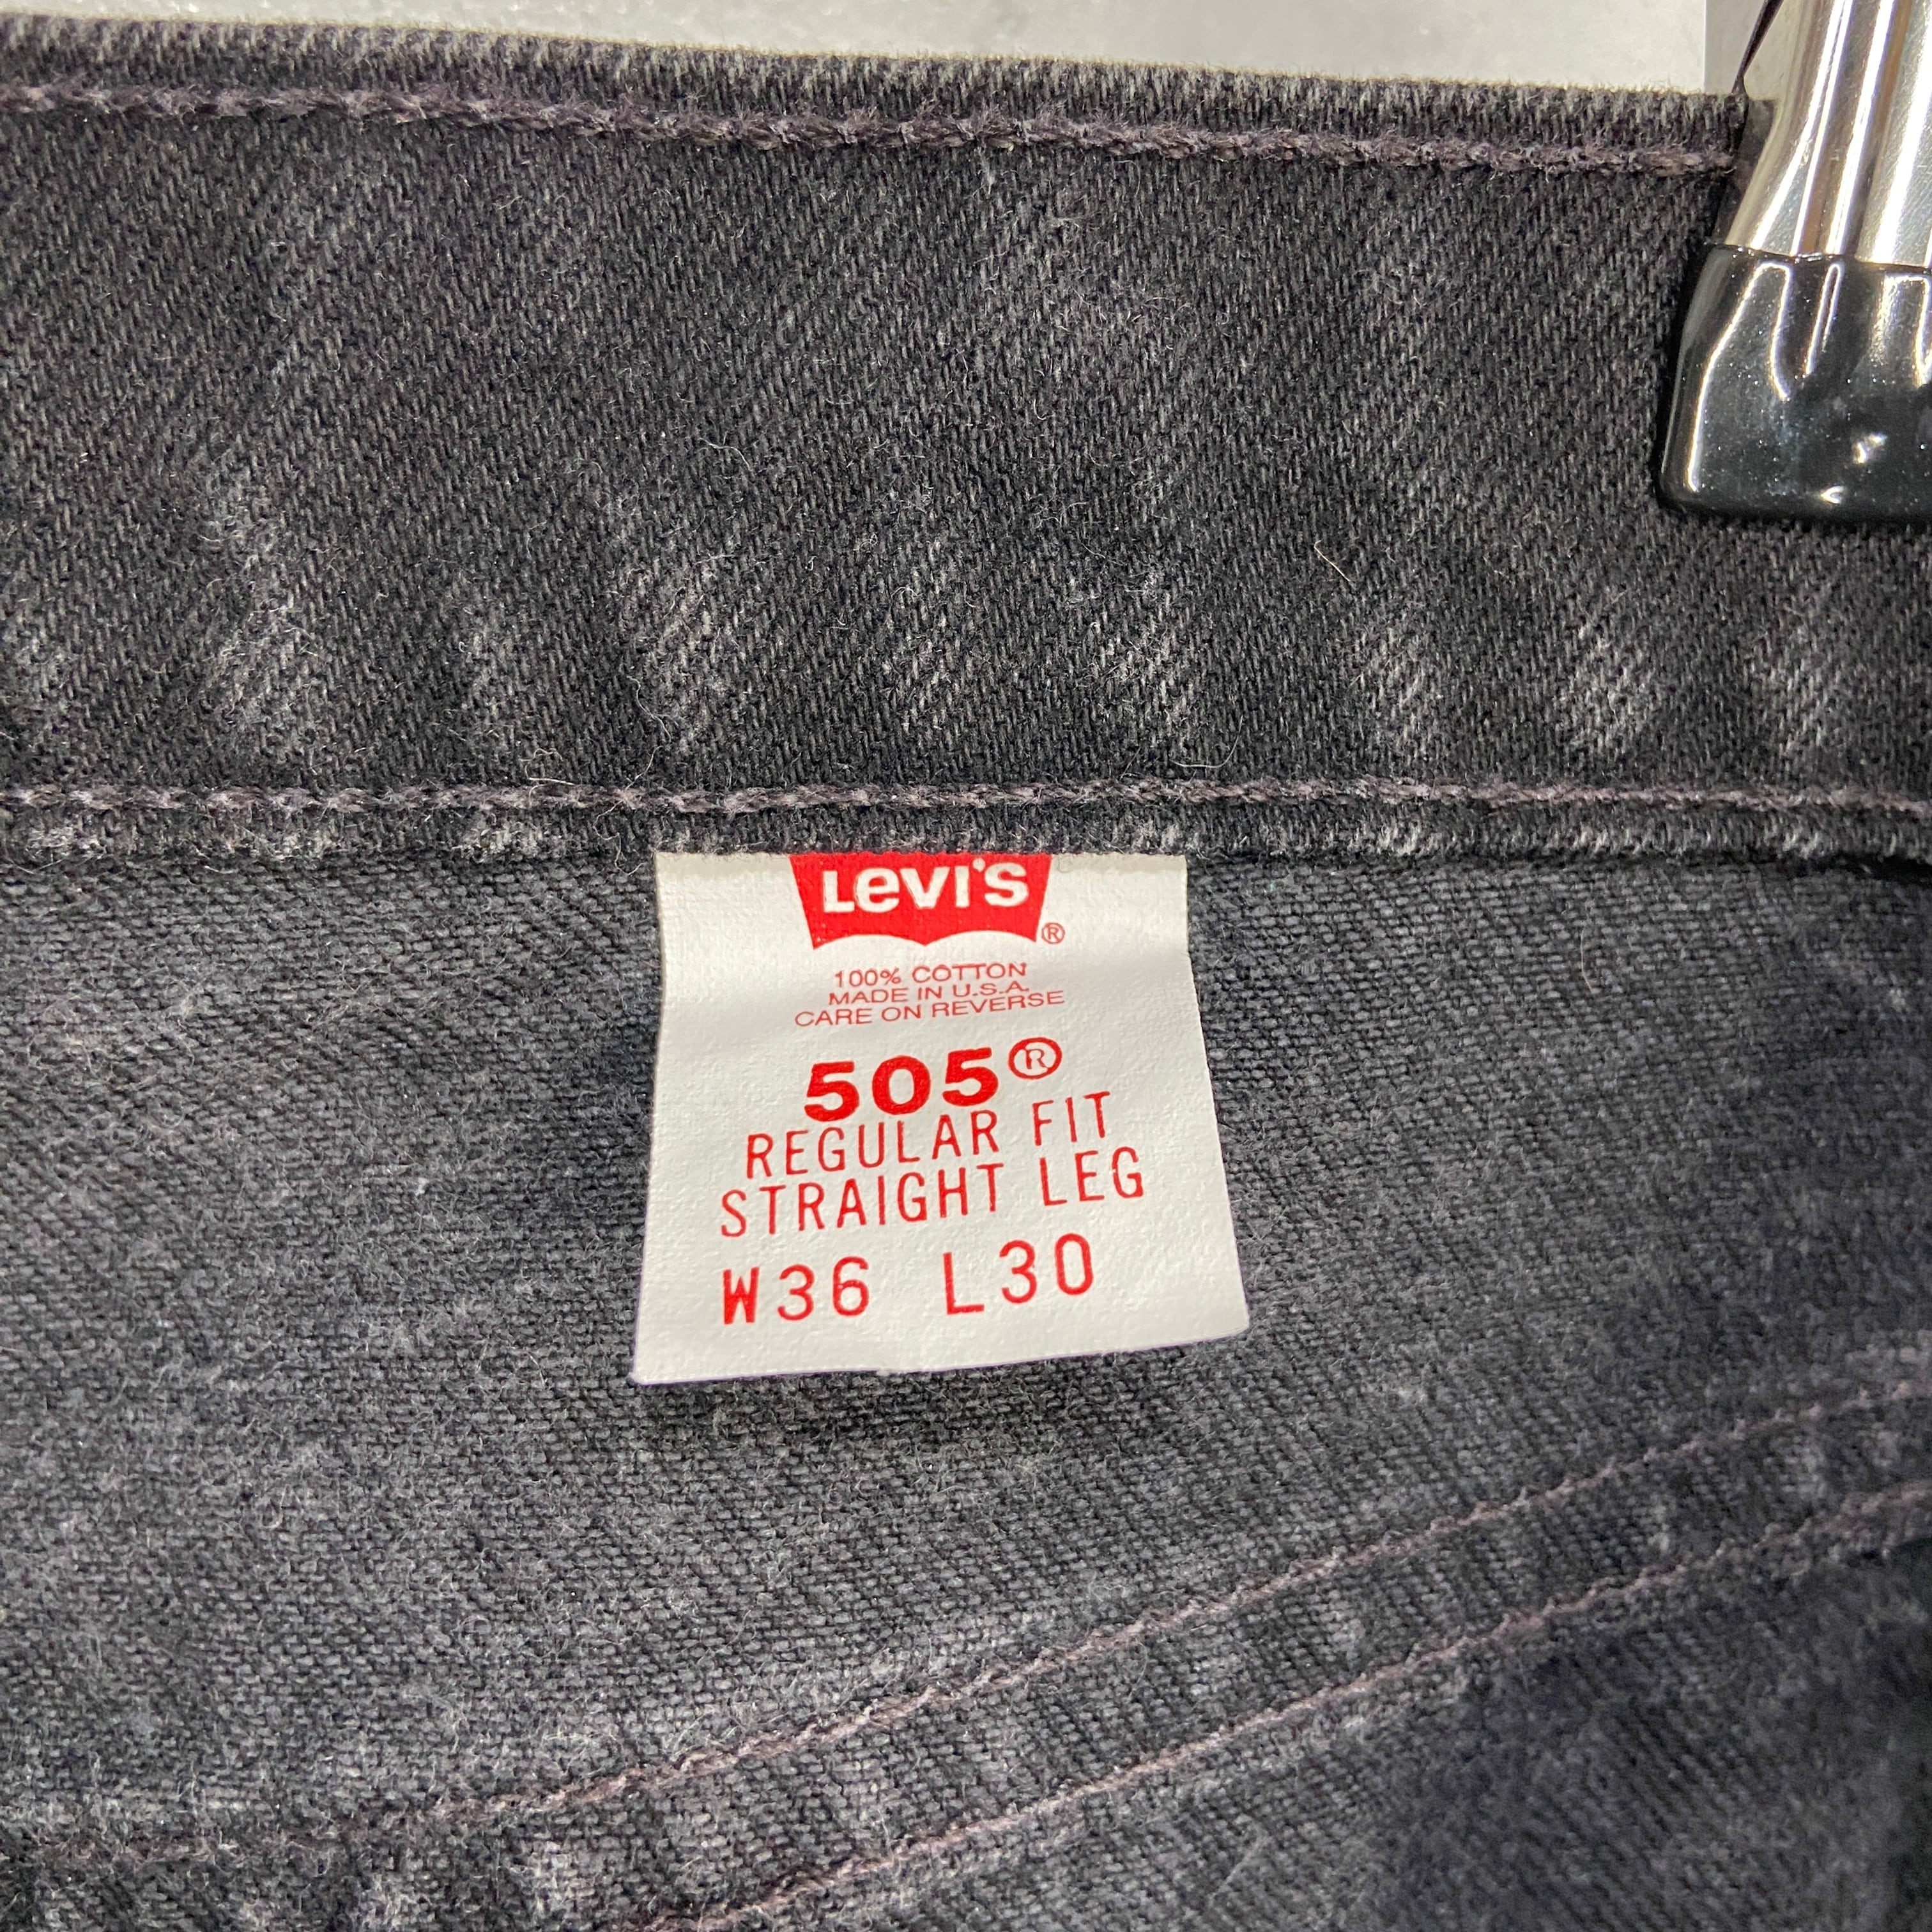 LEVI'S ®
100% COTTON
MADE IN U.S.A.
CARE ON REVERSE
505®
REGULAR FIT
STRAIGHT LEG
W36 L30